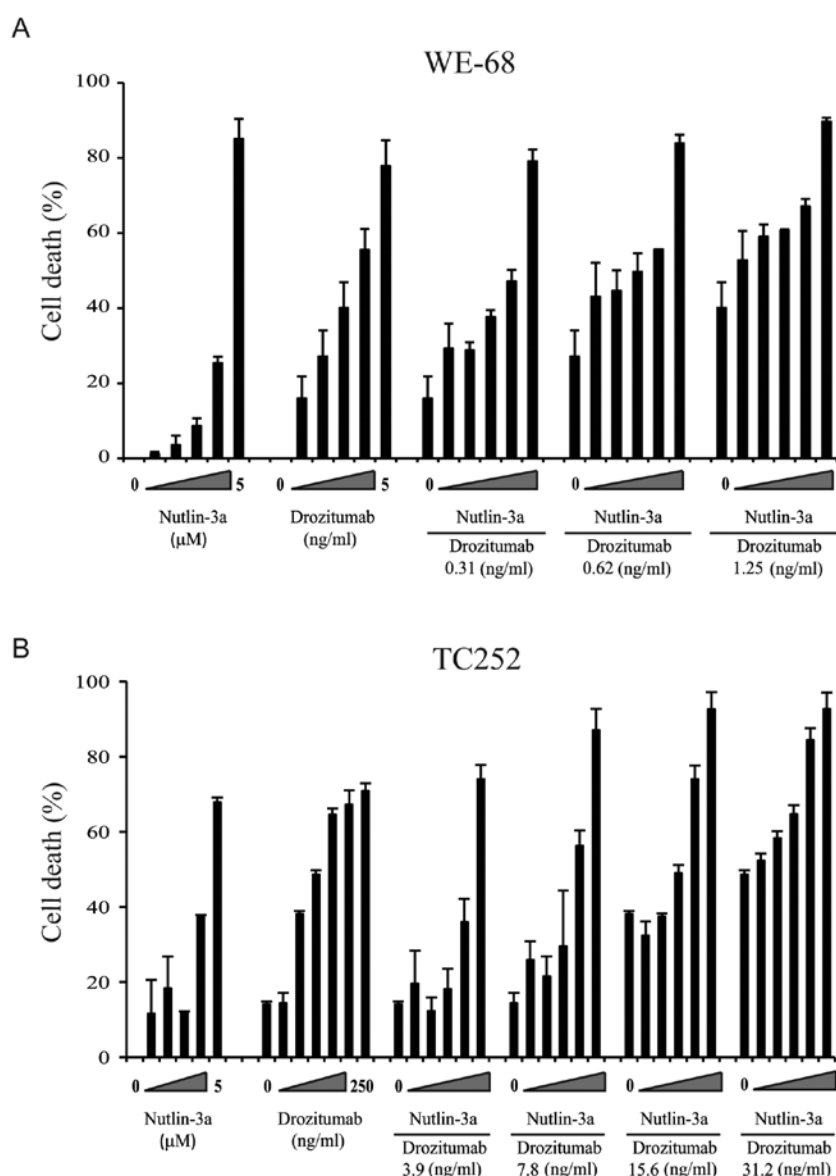 A
WE-68
Cell death (%)
100
80
60
40
20
0
0 5 0 5 0 0 0
Nutlin-3a Drozitumab Nutlin-3a Nutlin-3a Nutlin-3a
(µM) (ng/ml) Drozitumab Drozitumab Drozitumab
0.31 (ng/ml) 0.62 (ng/ml) 1.25 (ng/ml)
B
TC252
Cell death (%)
100
80
60
40
20
0
0 5 0 250 0 0 0 0
Nutlin-3a Drozitumab Nutlin-3a Nutlin-3a Nutlin-3a Nutlin-3a
(µM) (ng/ml) Drozitumab Drozitumab Drozitumab Drozitumab
3.9 (ng/ml) 7.8 (ng/ml) 15.6 (ng/ml) 31.2 (ng/ml)